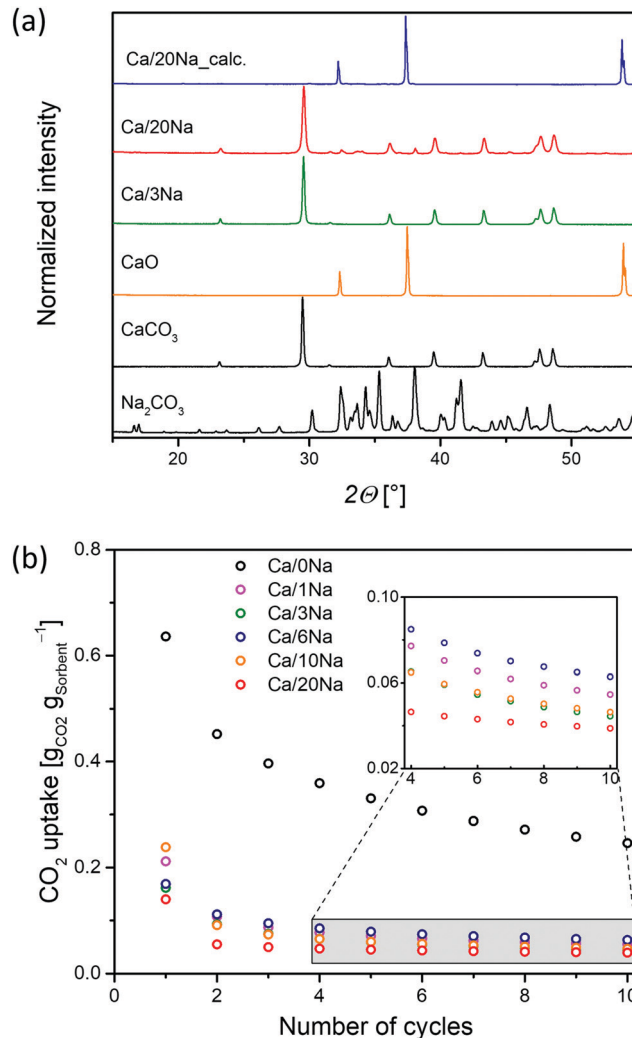 (a)
Ca/20Na_calc.
Ca/20Na
Ca/3Na
CaO
CaCO₃
Na₂CO₃
Normalized intensity
20 30 40 50
2Θ [°]
(b)
0.8
0.6
0.4
0.2
0.0
CO₂ uptake [g_CO2 g_Sorbent⁻¹]
Ca/0Na
Ca/1Na
Ca/3Na
Ca/6Na
Ca/10Na
Ca/20Na
0.10
0.06
0.02
4 6 8 10
0 2 4 6 8 10
Number of cycles